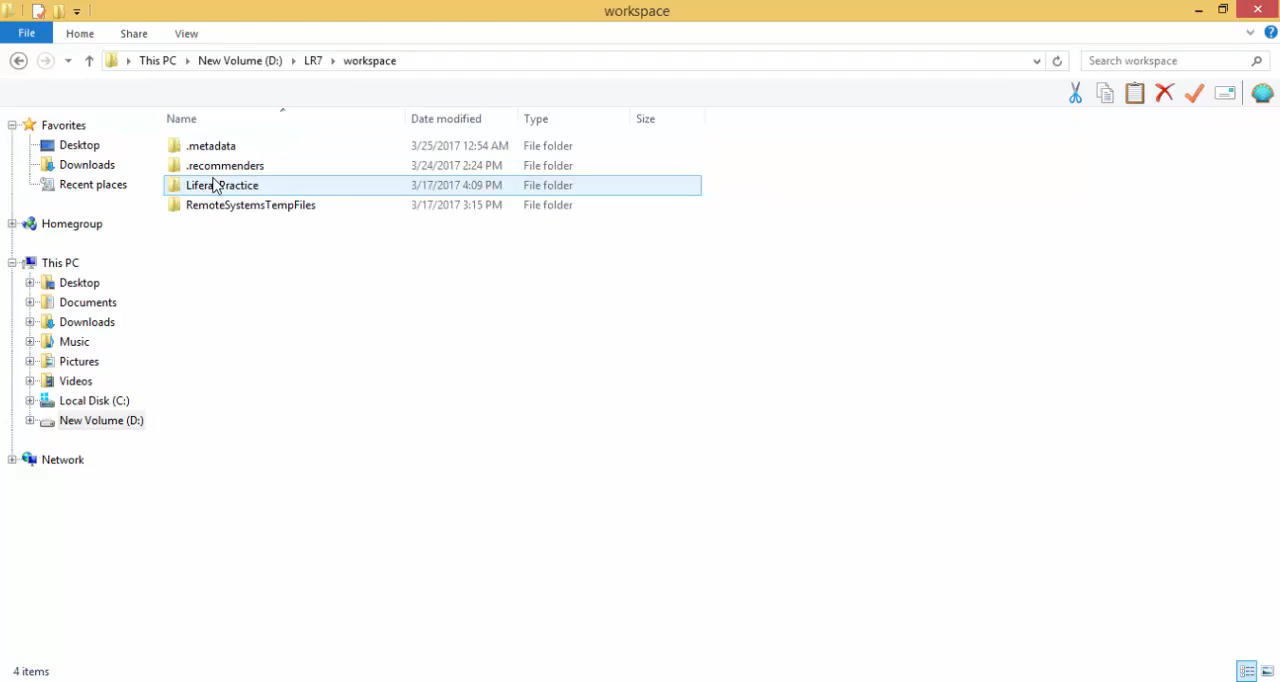 workspace
File Home Share View
This PC New Volume (D:) LR7 workspace Search workspace
Name Date modified Type Size
.metadata 3/25/2017 12:54 AM File folder
.recommenders 3/24/2017 2:24 PM File folder
3/17/2017 4:09 PM File folder
RemoteSystemsTempFiles 3/17/2017 3:15 PM File folder
Favorites
Desktop
Downloads
Recent places
Homegroup
This PC
Desktop
Documents
Downloads
Music
Pictures
Videos
Local Disk (C:)
New Volume (D:)
Network
4 items